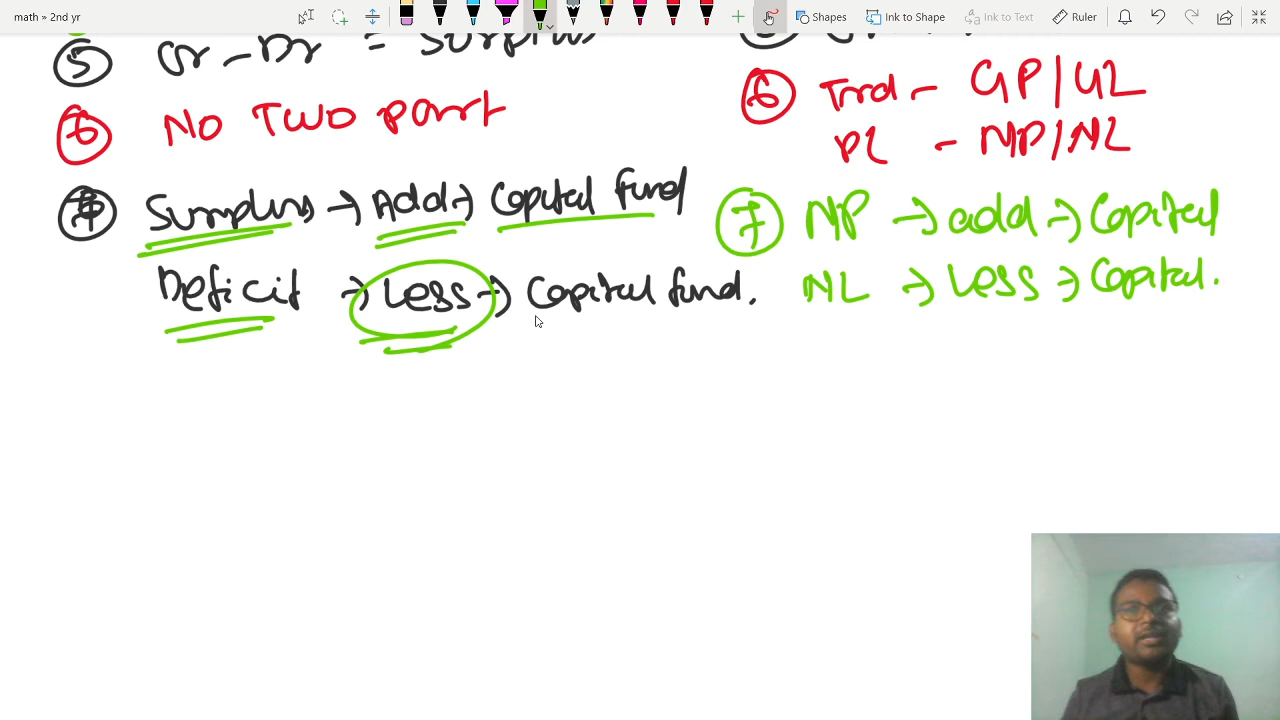 math » 2nd yr
Shapes
Ink to Shape
Ink to Text
Ruler
5 Cr - Dr = Surplus
6 NO TWO part
7 Surplus → Add → Capital fund
Deficit → Less → Capital fund.
6 Trd - GP/GL
PL - NP/NL
7 NP → add → Capital
NL → Less → Capital.